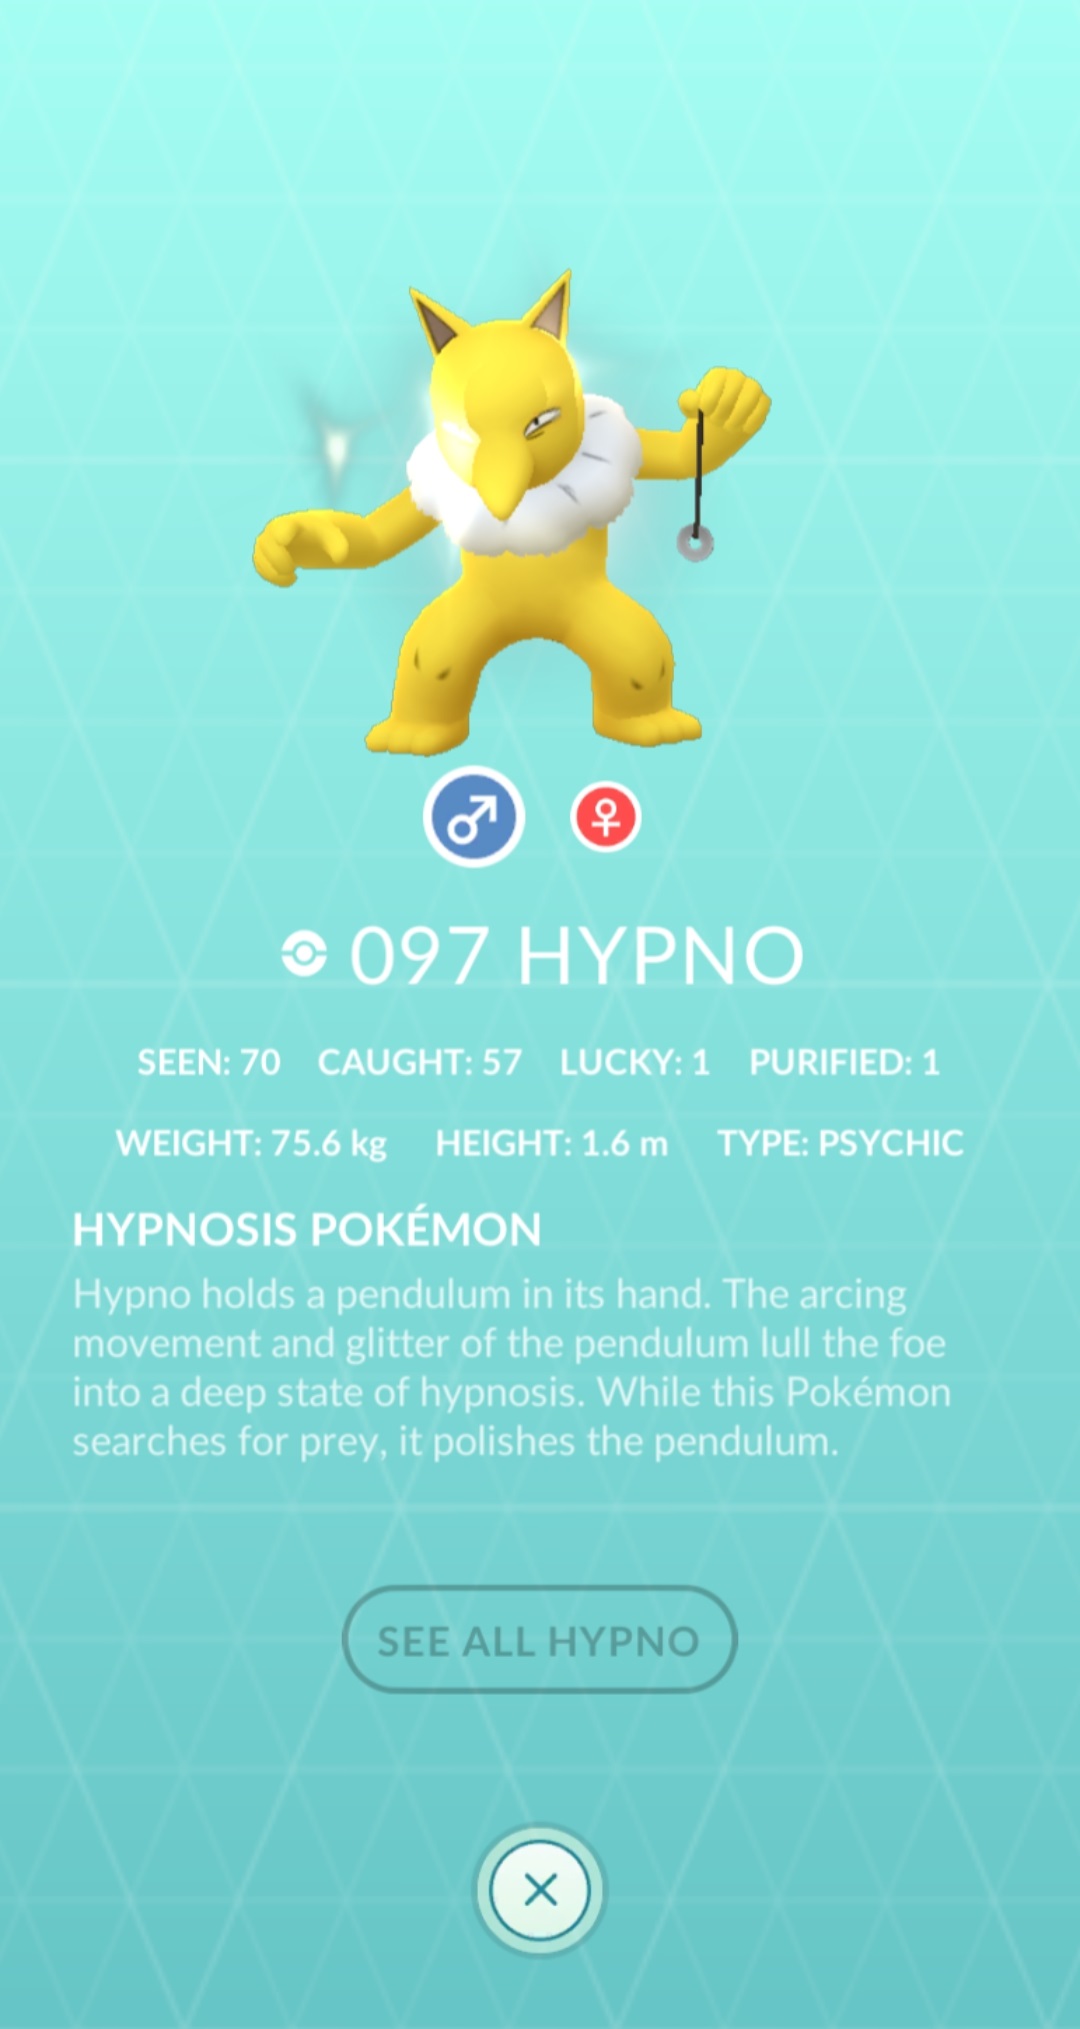 097 HYPNO
SEEN: 70 CAUGHT: 57 LUCKY: 1 PURIFIED: 1
WEIGHT: 75.6 kg HEIGHT: 1.6 m TYPE: PSYCHIC
HYPNOSIS POKÉMON
Hypno holds a pendulum in its hand. The arcing
movement and glitter of the pendulum lull the foe
into a deep state of hypnosis. While this Pokémon
searches for prey, it polishes the pendulum.
SEE ALL HYPNO